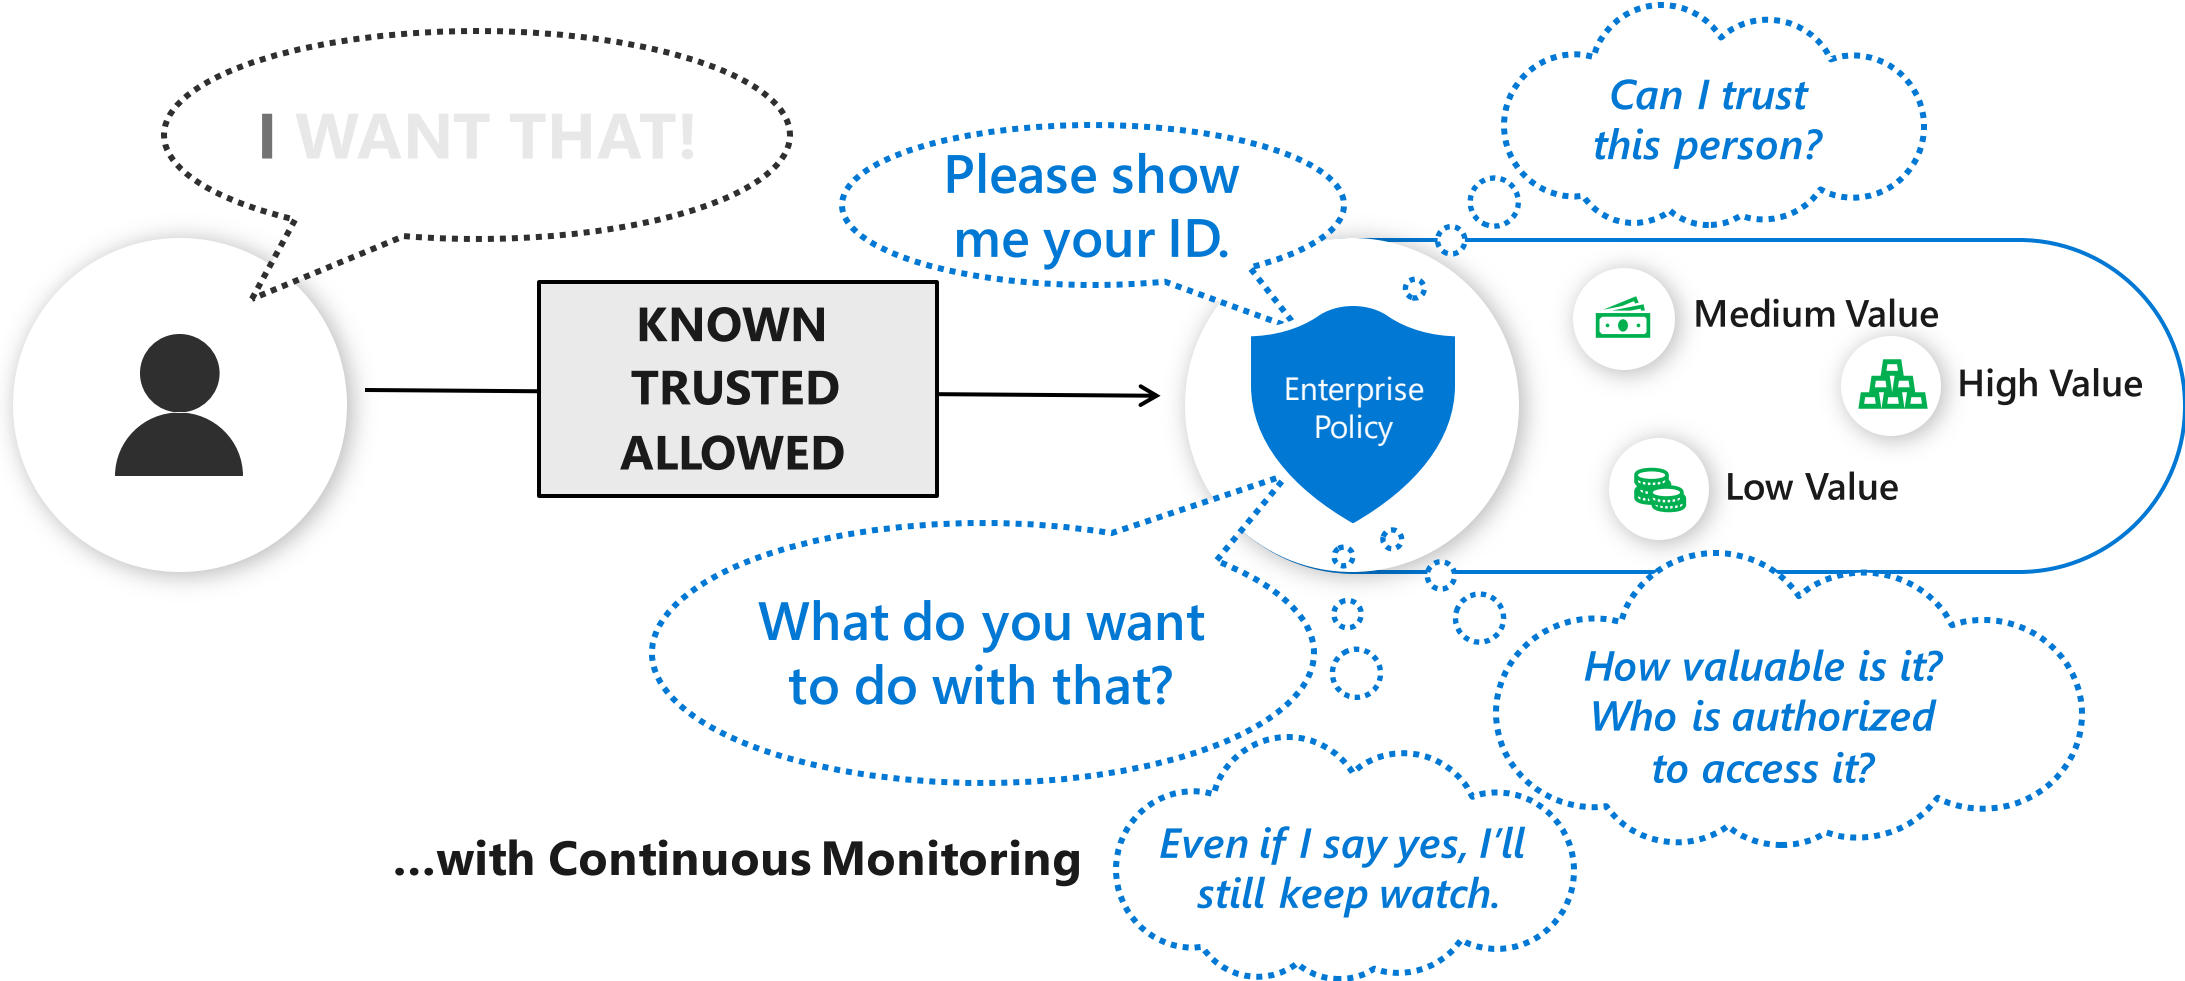 I WANT THAT!
Please show
me your ID.
Can I trust
this person?
KNOWN
TRUSTED
ALLOWED
Enterprise
Policy
Medium Value
High Value
Low Value
What do you want
to do with that?
How valuable is it?
Who is authorized
to access it?
...with Continuous Monitoring
Even if I say yes, I’ll
still keep watch.